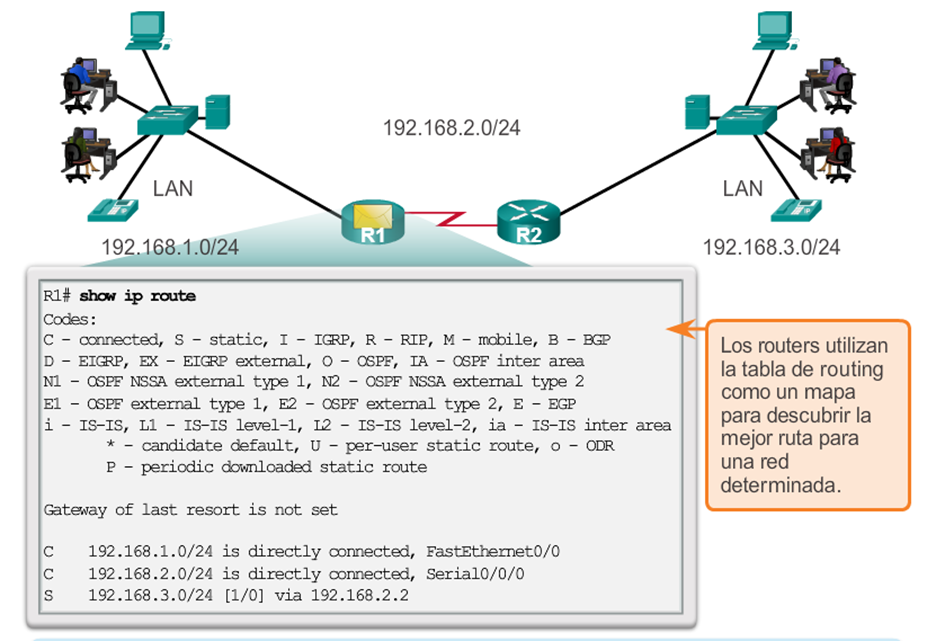 192.168.2.0/24
LAN
LAN
R1
R2
192.168.1.0/24
192.168.3.0/24
R1# show ip route
Codes:
C - connected, S - static, I - IGRP, R - RIP, M - mobile, B - BGP
D - EIGRP, EX - EIGRP external, O - OSPF, IA - OSPF inter area
N1 - OSPF NSSA external type 1, N2 - OSPF NSSA external type 2
E1 - OSPF external type 1, E2 - OSPF external type 2, E - EGP
i - IS-IS, L1 - IS-IS level-1, L2 - IS-IS level-2, ia - IS-IS inter area
* - candidate default, U - per-user static route, o - ODR
P - periodic downloaded static route
Gateway of last resort is not set
C 192.168.1.0/24 is directly connected, FastEthernet0/0
C 192.168.2.0/24 is directly connected, Serial0/0/0
S 192.168.3.0/24 [1/0] via 192.168.2.2
Los routers utilizan
la tabla de routing
como un mapa
para descubrir la
mejor ruta para
una red
determinada.